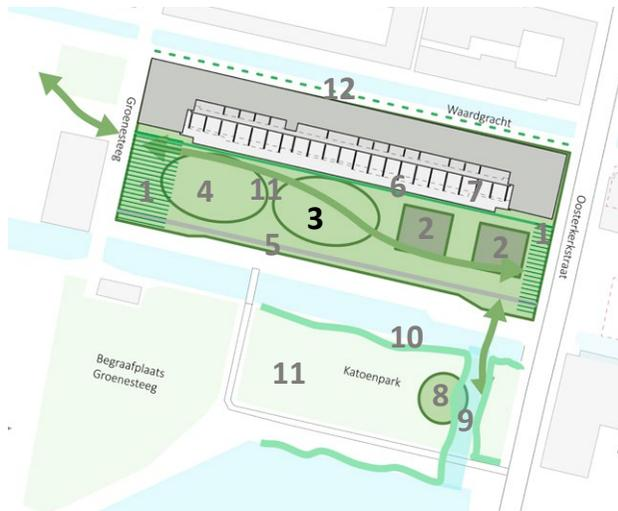 12
Waardgracht
Groenesteeg
1
4
11
3
6
7
2
2
1
Oosterkerkstraat
5
10
Begraafplaats
Groenesteeg
11
Katoenpark
8
9